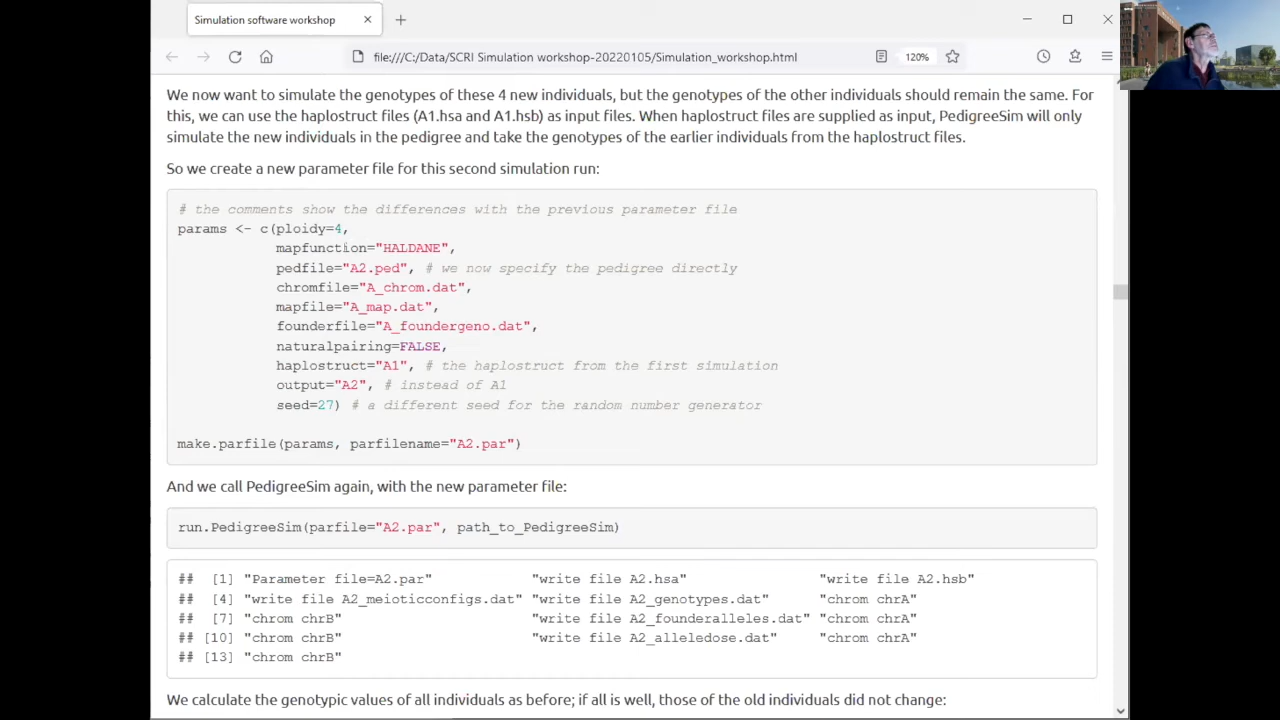 Simulation software workshop
file:///C:/Data/SCRI Simulation workshop-20220105/Simulation_workshop.html
120%
We now want to simulate the genotypes of these 4 new individuals, but the genotypes of the other individuals should remain the same. For
this, we can use the haplostruct files (A1.hsa and A1.hsb) as input files. When haplostruct files are supplied as input, PedigreeSim will only
simulate the new individuals in the pedigree and take the genotypes of the earlier individuals from the haplostruct files.
So we create a new parameter file for this second simulation run:
# the comments show the differences with the previous parameter file
params <- c(ploidy=4,
mapfunction="HALDANE",
pedfile="A2.ped", # we now specify the pedigree directly
chromfile="A_chrom.dat",
mapfile="A_map.dat",
founderfile="A_foundergeno.dat",
naturalpairing=FALSE,
haplostruct="A1", # the haplostruct from the first simulation
output="A2", # instead of A1
seed=27) # a different seed for the random number generator
make.parfile(params, parfilename="A2.par")
And we call PedigreeSim again, with the new parameter file:
run.PedigreeSim(parfile="A2.par", path_to_PedigreeSim)
## [1] "Parameter file=A2.par" "write file A2.hsa" "write file A2.hsb"
## [4] "write file A2_meioticconfigs.dat" "write file A2_genotypes.dat" "chrom chrA"
## [7] "chrom chrB" "write file A2_founderalleles.dat" "chrom chrA"
## [10] "chrom chrB" "write file A2_alleledose.dat" "chrom chrA"
## [13] "chrom chrB"
We calculate the genotypic values of all individuals as before; if all is well, those of the old individuals did not change: